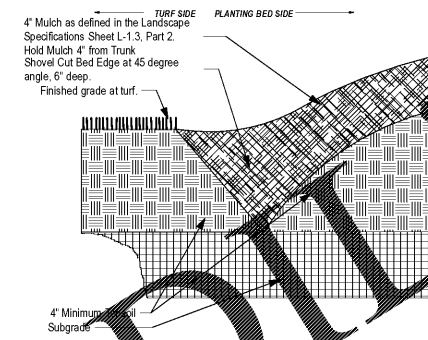 TURF SIDE PLANTING BED SIDE
4" Mulch as defined in the Landscape
Specifications Sheet L-1.3, Part 2.
Hold Mulch 4" from Trunk
Shovel Cut Bed Edge at 45 degree
angle, 6" deep.
Finished grade at turf.
4" Minimum
Subgrade